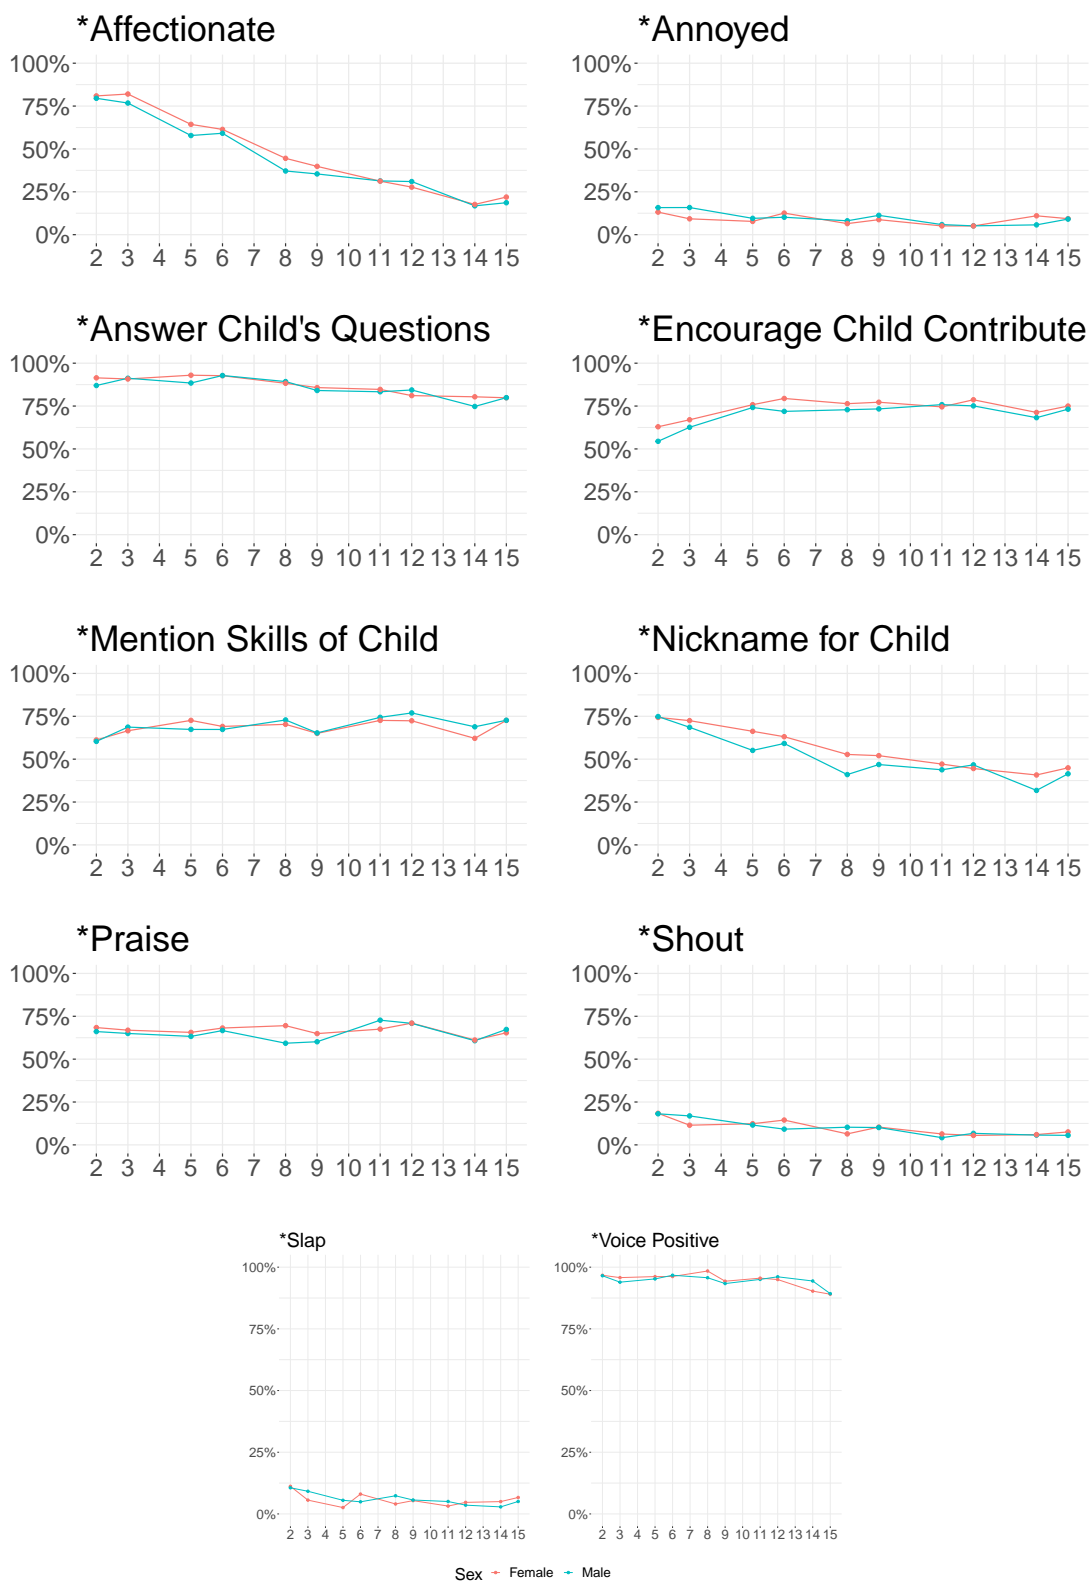 *Affectionate
100%
75%
50%
25%
0%
2 3 4 5 6 7 8 9 10 11 12 13 14 15
*Annoyed
100%
75%
50%
25%
0%
2 3 4 5 6 7 8 9 10 11 12 13 14 15
*Answer Child's Questions
100%
75%
50%
25%
0%
2 3 4 5 6 7 8 9 10 11 12 13 14 15
*Encourage Child Contribute
100%
75%
50%
25%
0%
2 3 4 5 6 7 8 9 10 11 12 13 14 15
*Mention Skills of Child
100%
75%
50%
25%
0%
2 3 4 5 6 7 8 9 10 11 12 13 14 15
*Nickname for Child
100%
75%
50%
25%
0%
2 3 4 5 6 7 8 9 10 11 12 13 14 15
*Praise
100%
75%
50%
25%
0%
2 3 4 5 6 7 8 9 10 11 12 13 14 15
*Shout
100%
75%
50%
25%
0%
2 3 4 5 6 7 8 9 10 11 12 13 14 15
*Slap
100%
75%
50%
25%
0%
2 3 4 5 6 7 8 9 10 11 12 13 14 15
*Voice Positive
100%
75%
50%
25%
0%
2 3 4 5 6 7 8 9 10 11 12 13 14 15
Sex Female Male